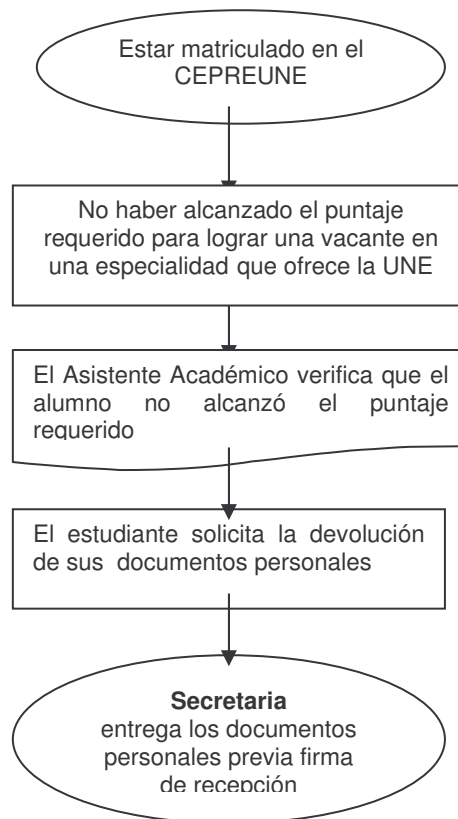 Estar matriculado en el
CEPREUNE
No haber alcanzado el puntaje
requerido para lograr una vacante en
una especialidad que ofrece la UNE
El Asistente Académico verifica que el
alumno no alcanzó el puntaje
requerido
El estudiante solicita la devolución
de sus documentos personales
Secretaria
entrega los documentos
personales previa firma
de recepción